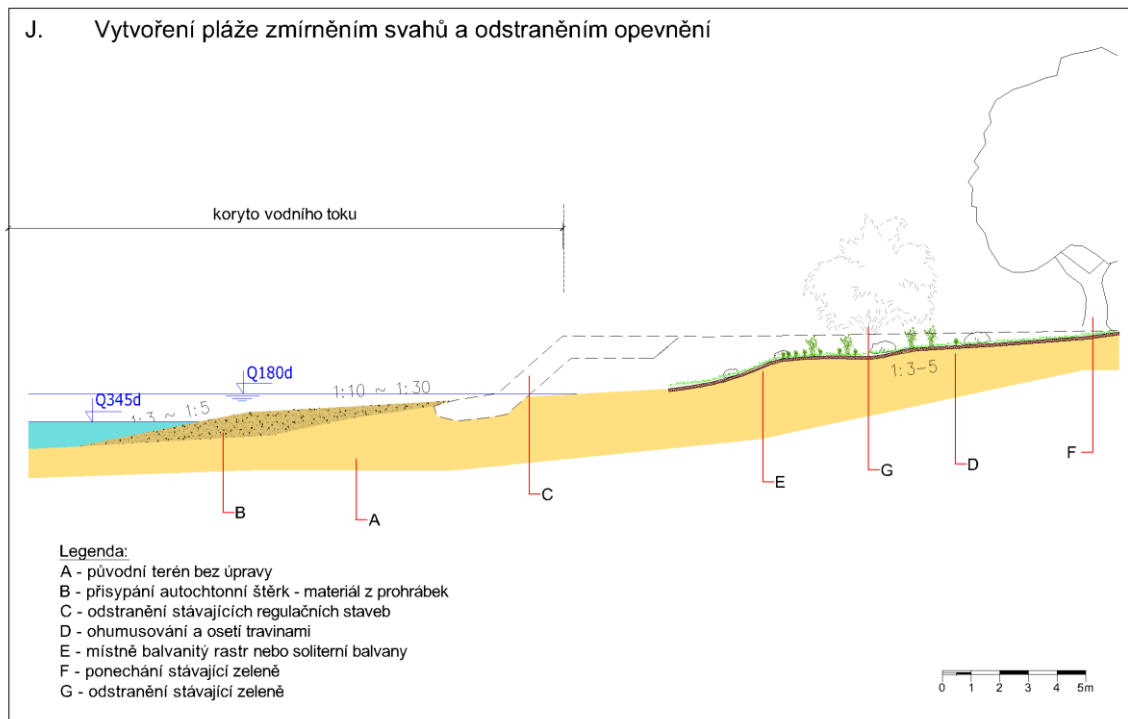 J. Vytvoření pláže zmírněním svahů a odstraněním opevnění
koryto vodního toku
Q180d
Q345d
1:10 ~ 1:30
1:3 ~ 1:5
1:3-5
F
G
D
E
C
B
A
Legenda:
A - původní terén bez úpravy
B - přisypání autochtonní štěrk - materiál z prohrábek
C - odstranění stávajících regulačních staveb
D - ohumusování a osetí travinami
E - místně balvanitý rastr nebo soliterní balvany
F - ponechání stávající zeleně
G - odstranění stávající zeleně
0 1 2 3 4 5m